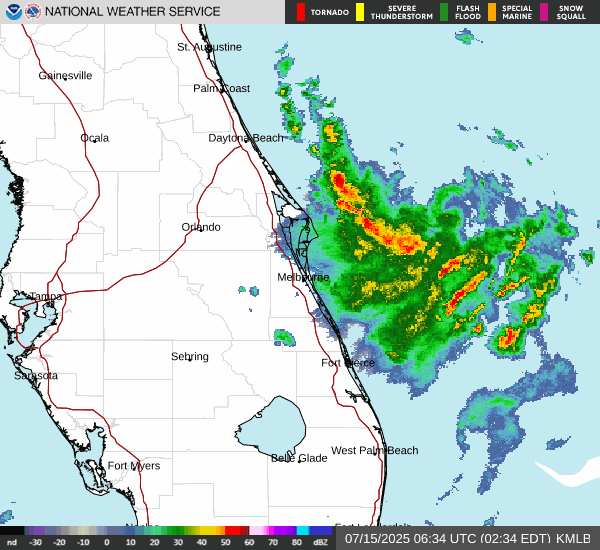 NATIONAL WEATHER SERVICE
TORNADO
SEVERE
THUNDERSTORM
FLASH
FLOOD
SPECIAL
MARINE
SNOW
SQUALL
St. Augustine
Gainesville
Palm Coast
Ocala
Daytona Beach
Orlando
Melbourne
Tampa
Sebring
Fort Pierce
Sarasota
West Palm Beach
Belle Glade
Fort Myers
nd -30 -20 -10 0 10 20 30 40 50 60 70 80 dBZ
07/15/2025 06:34 UTC (02:34 EDT) KMLB